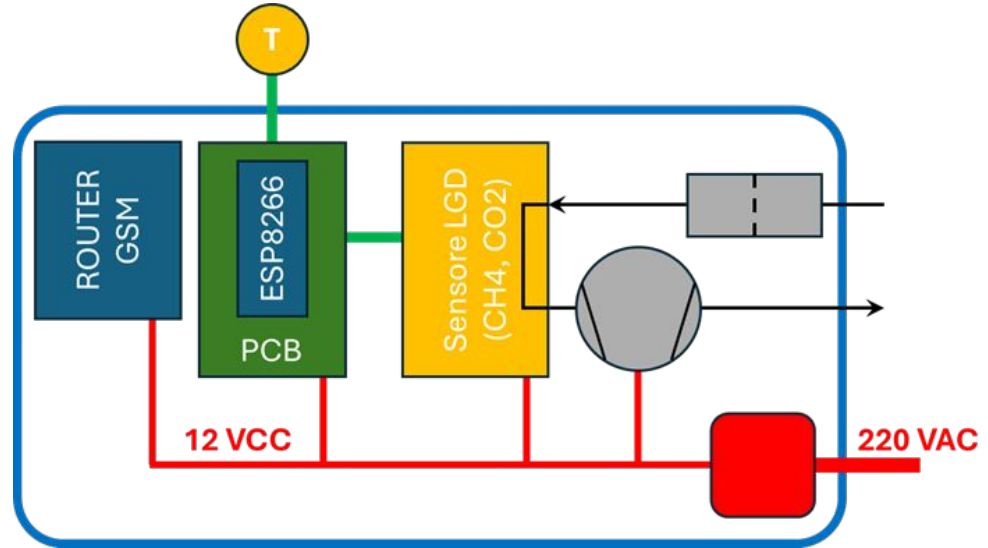 T
ROUTER
GSM
ESP8266
PCB
Sensore LGD
(CH4, CO2)
12 VCC
220 VAC